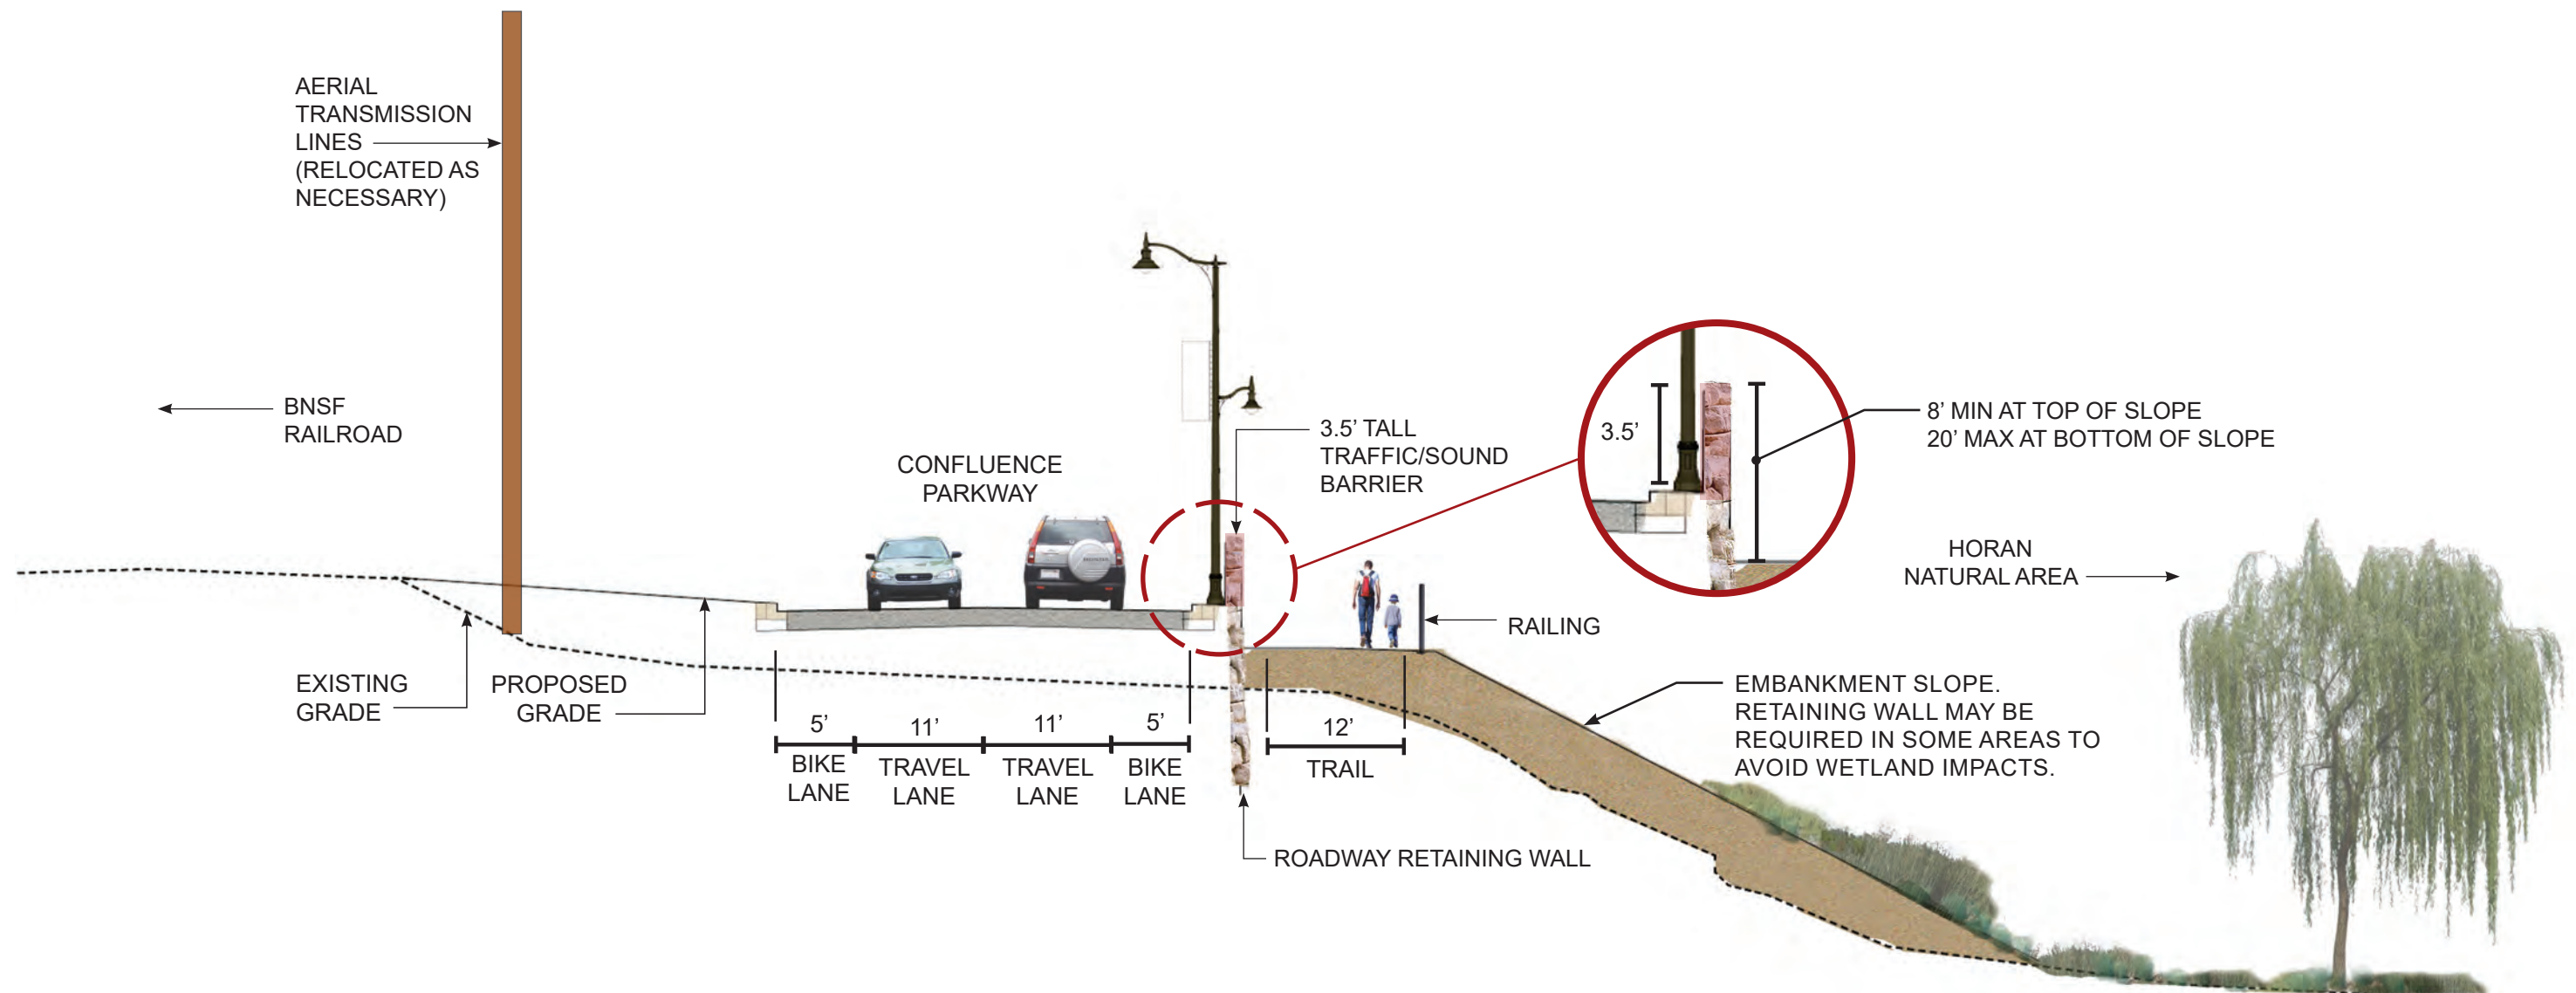 AERIAL
TRANSMISSION
LINES
(RELOCATED AS
NECESSARY)
BNSF
RAILROAD
CONFLUENCE
PARKWAY
3.5’ TALL
TRAFFIC/SOUND
BARRIER
3.5’
8’ MIN AT TOP OF SLOPE
20’ MAX AT BOTTOM OF SLOPE
HORAN
NATURAL AREA
RAILING
EXISTING
GRADE
PROPOSED
GRADE
5’
BIKE
LANE
11’
TRAVEL
LANE
11’
TRAVEL
LANE
5’
BIKE
LANE
12’
TRAIL
EMBANKMENT SLOPE.
RETAINING WALL MAY BE
REQUIRED IN SOME AREAS TO
AVOID WETLAND IMPACTS.
ROADWAY RETAINING WALL